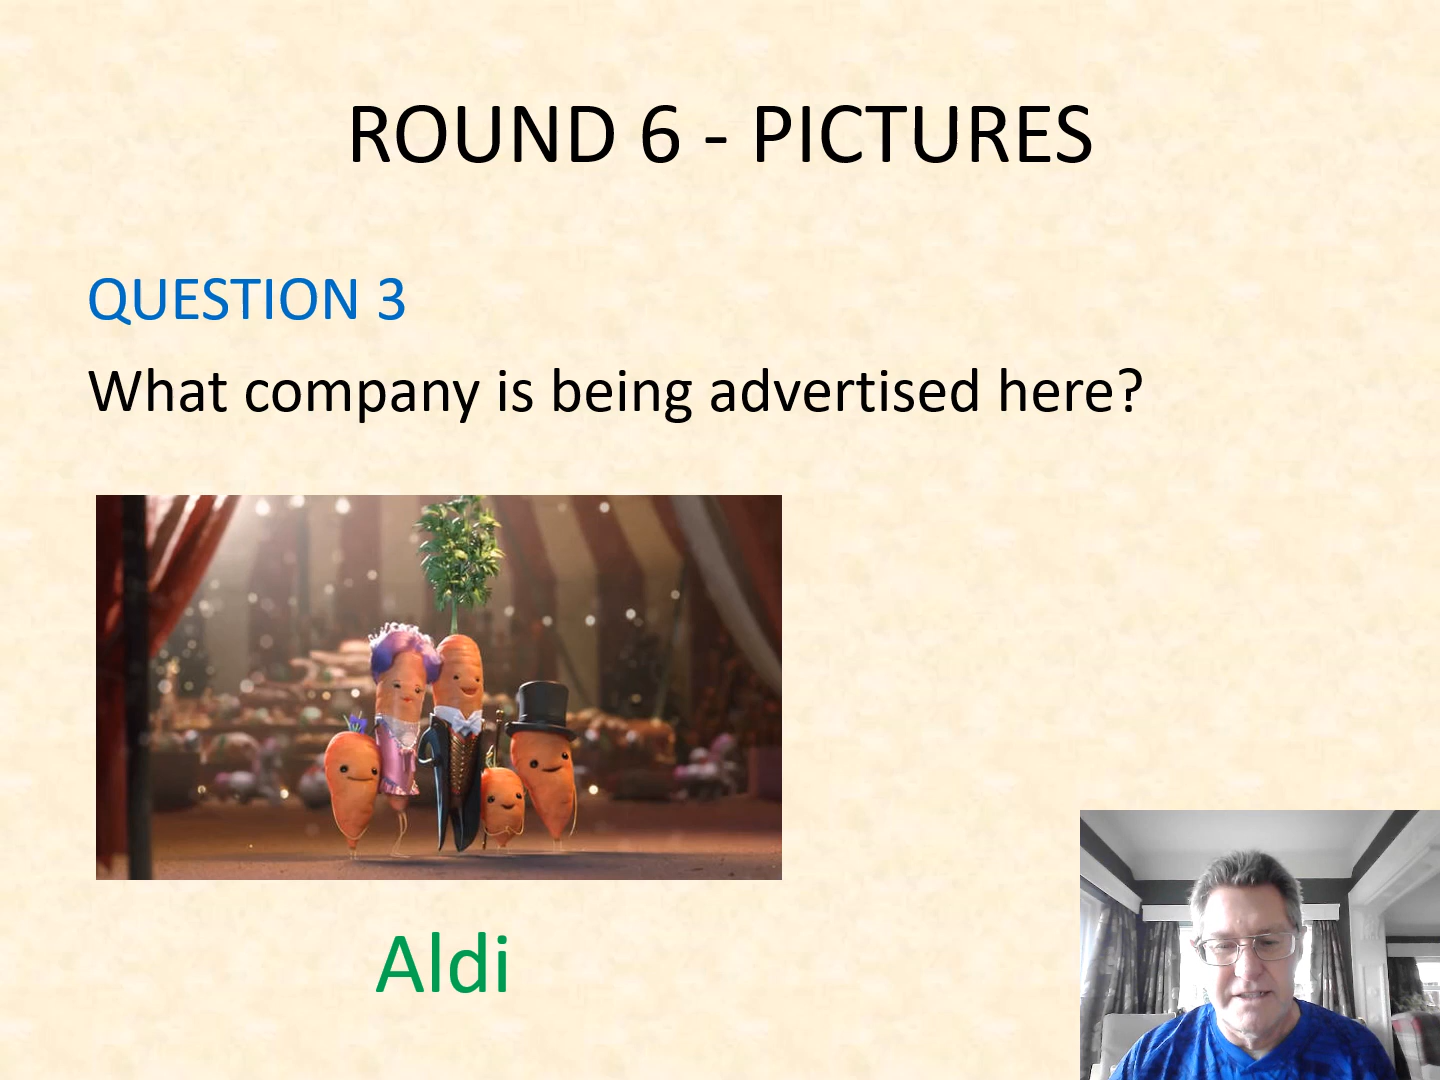 ROUND 6 - PICTURES
QUESTION 3
What company is being advertised here?
Aldi